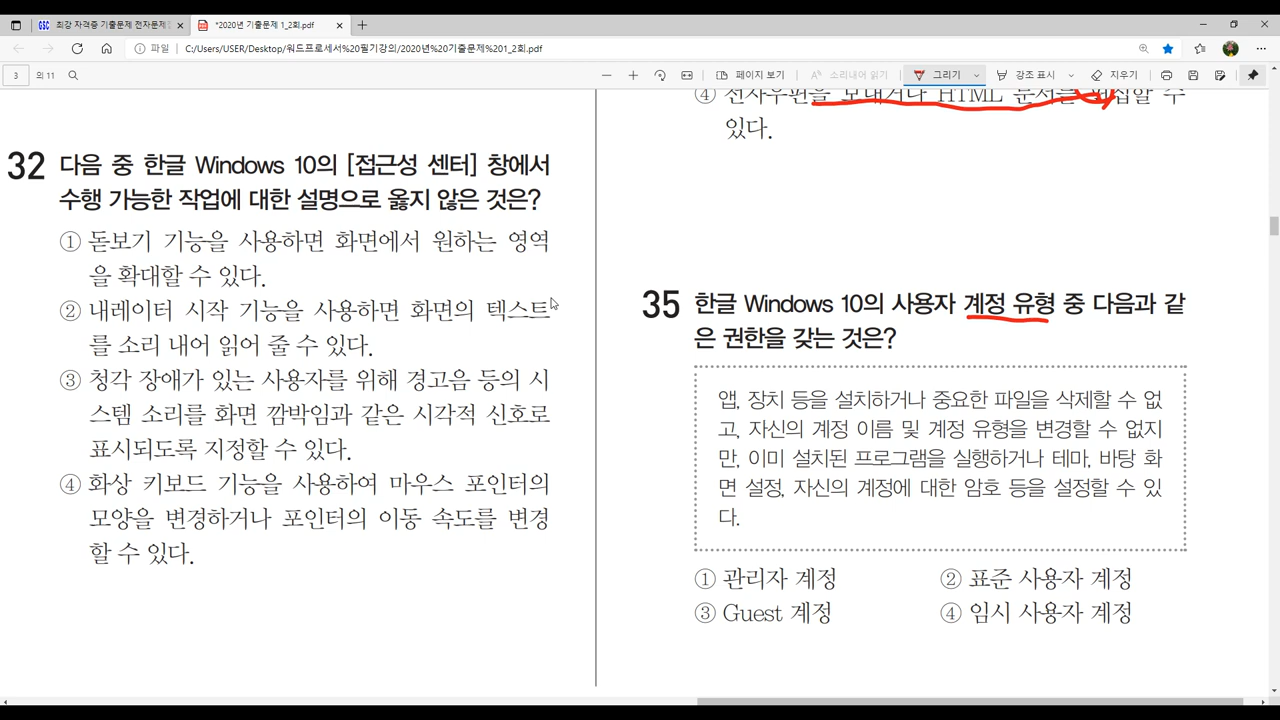 최강 자격증 기출문제 전자문제
*2020년 기출문제 1_2회.pdf
파일
C:/Users/USER/Desktop/워드프로세서%20필기강의/2020년%20기출문제%201_2회.pdf
3 의 11
페이지 보기
소리내어 읽기
그리기
강조 표시
지우기
32 다음 중 한글 Windows 10의 [접근성 센터] 창에서
수행 가능한 작업에 대한 설명으로 옳지 않은 것은?
① 돋보기 기능을 사용하면 화면에서 원하는 영역
을 확대할 수 있다.
② 내레이터 시작 기능을 사용하면 화면의 텍스트
를 소리 내어 읽어 줄 수 있다.
③ 청각 장애가 있는 사용자를 위해 경고음 등의 시
스템 소리를 화면 깜박임과 같은 시각적 신호로
표시되도록 지정할 수 있다.
④ 화상 키보드 기능을 사용하여 마우스 포인터의
모양을 변경하거나 포인터의 이동 속도를 변경
할 수 있다.
④ 전자우편을 보내거나 HTML 문서를 편집할 수
있다.
35 한글 Windows 10의 사용자 계정 유형 중 다음과 같
은 권한을 갖는 것은?
앱, 장치 등을 설치하거나 중요한 파일을 삭제할 수 없
고, 자신의 계정 이름 및 계정 유형을 변경할 수 없지
만, 이미 설치된 프로그램을 실행하거나 테마, 바탕 화
면 설정, 자신의 계정에 대한 암호 등을 설정할 수 있
다.
① 관리자 계정 ② 표준 사용자 계정
③ Guest 계정 ④ 임시 사용자 계정